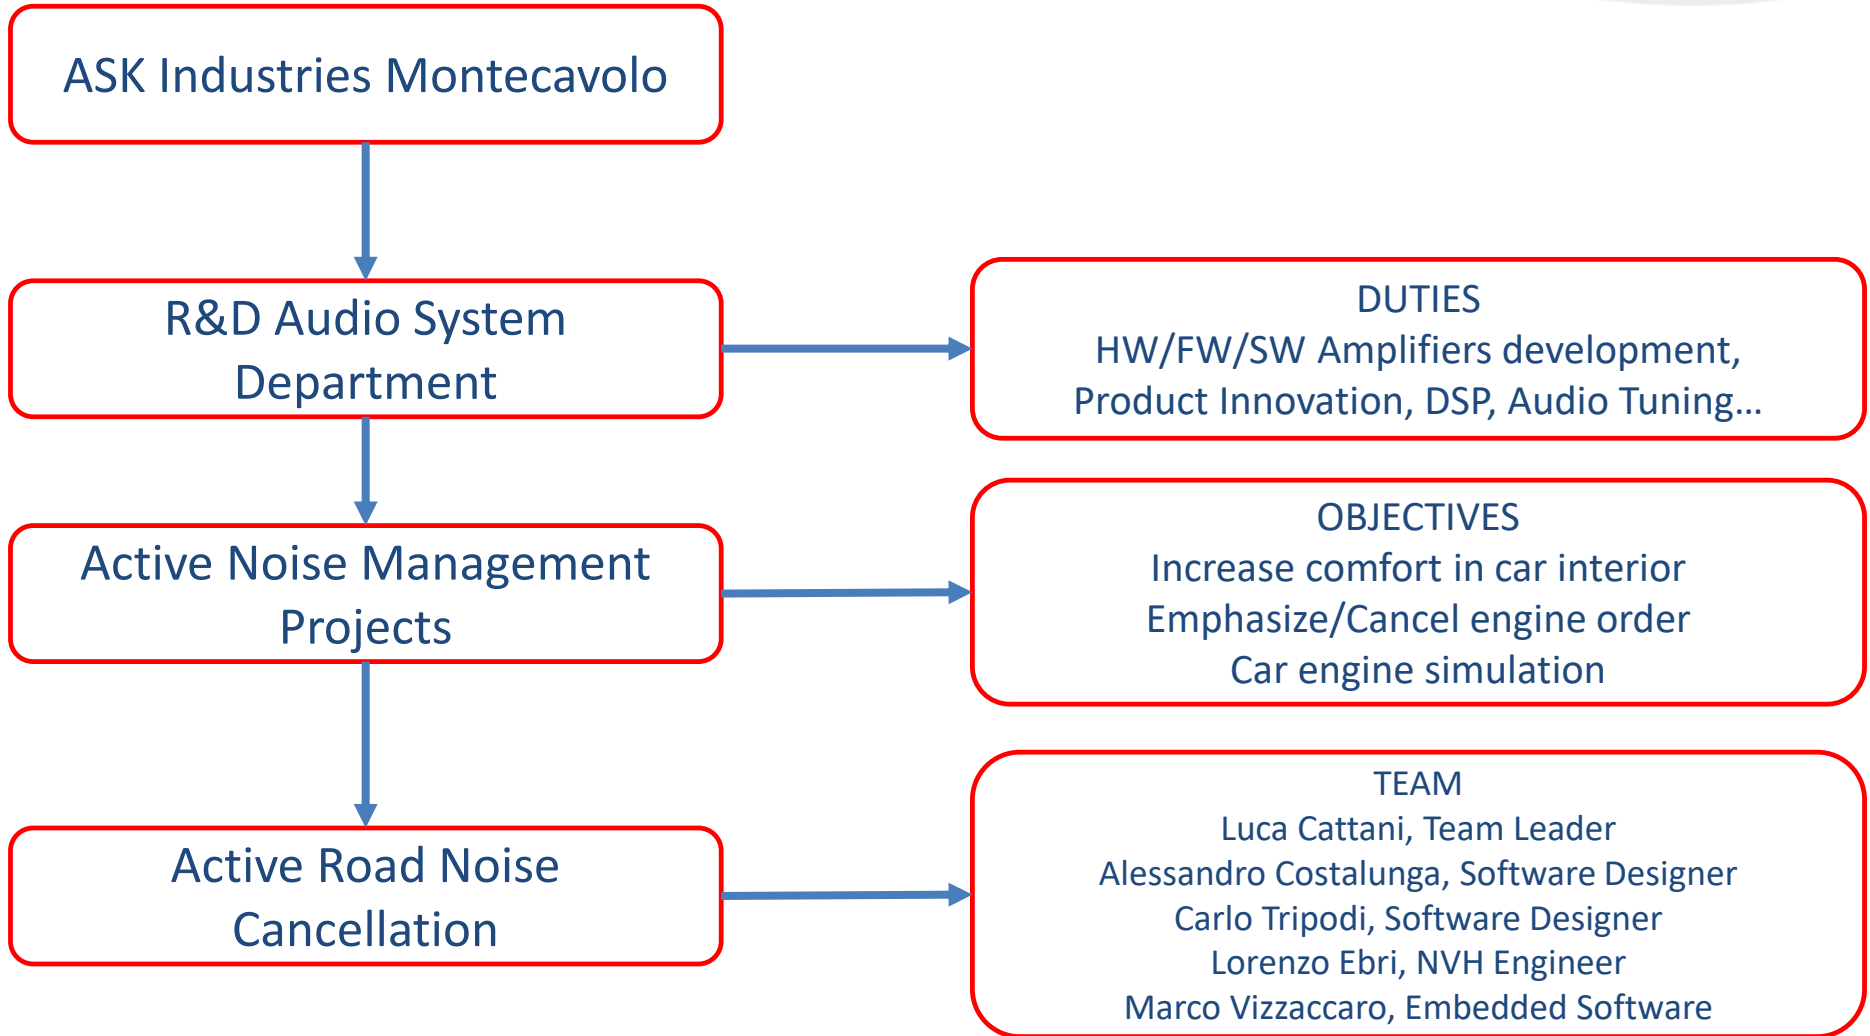 ASK Industries Montecavolo
R&D Audio System
Department
DUTIES
HW/FW/SW Amplifiers development,
Product Innovation, DSP, Audio Tuning…
Active Noise Management
Projects
OBJECTIVES
Increase comfort in car interior
Emphasize/Cancel engine order
Car engine simulation
Active Road Noise
Cancellation
TEAM
Luca Cattani, Team Leader
Alessandro Costalunga, Software Designer
Carlo Tripodi, Software Designer
Lorenzo Ebri, NVH Engineer
Marco Vizzaccaro, Embedded Software